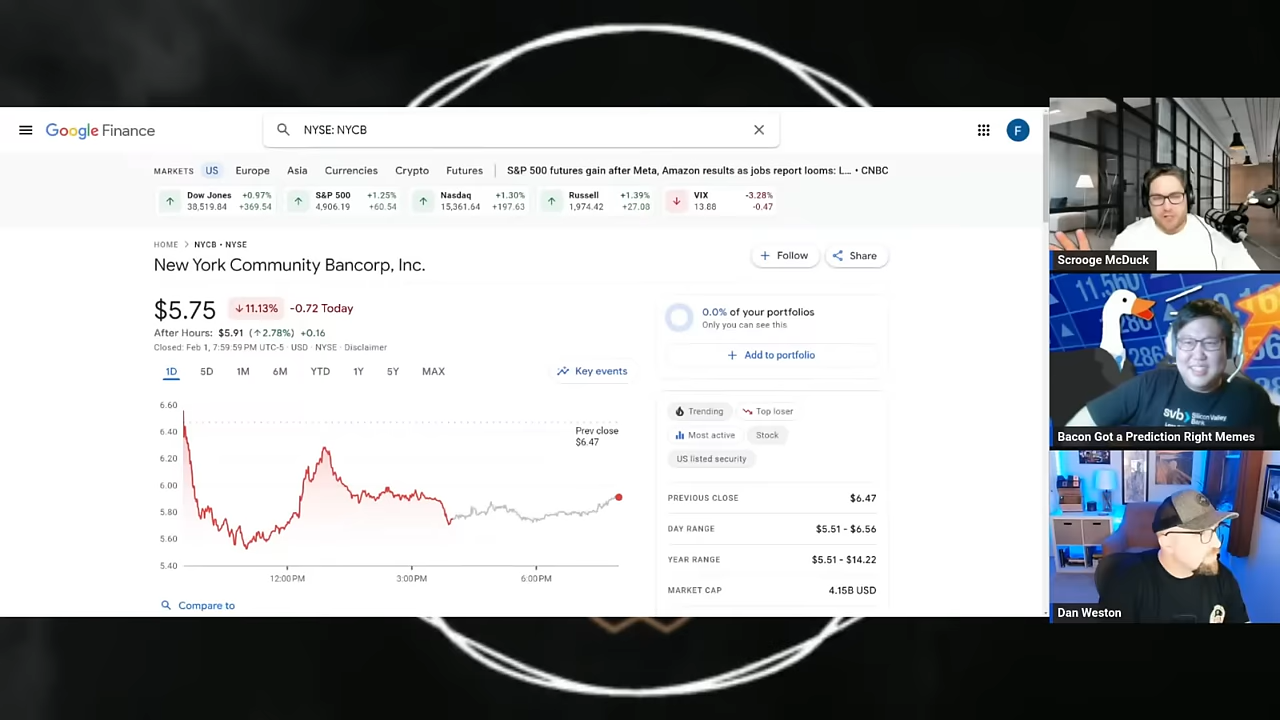 Google Finance
NYSE: NYCB
F
MARKETS US Europe Asia Currencies Crypto Futures S&P 500 futures gain after Meta, Amazon results as jobs report looms: L... • CNBC
Dow Jones +0.97%
38,519.84 +369.54
S&P 500 +1.25%
4,906.19 +60.54
Nasdaq +1.30%
15,361.64 +197.63
Russell +1.39%
1,974.42 +27.08
VIX -3.28%
13.88 -0.47
HOME > NYCB • NYSE
New York Community Bancorp, Inc.
+ Follow
Share
$5.75 ↓11.13% -0.72 Today
After Hours: $5.91 (↑2.78%) +0.16
Closed: Feb 1, 7:59:59 PM UTC-5 · USD · NYSE · Disclaimer
1D 5D 1M 6M YTD 1Y 5Y MAX
Key events
6.60
6.40
6.20
6.00
5.80
5.60
5.40
Prev close
$6.47
12:00 PM 3:00 PM 6:00 PM
Compare to
0.0% of your portfolios
Only you can see this
+ Add to portfolio
Trending
Top loser
Most active
Stock
US listed security
PREVIOUS CLOSE $6.47
DAY RANGE $5.51 - $6.56
YEAR RANGE $5.51 - $14.22
MARKET CAP 4.15B USD
Scrooge McDuck
11.560
286
svb> Silicon Valley
Bank
Bacon Got a Prediction Right Memes
Dan Weston